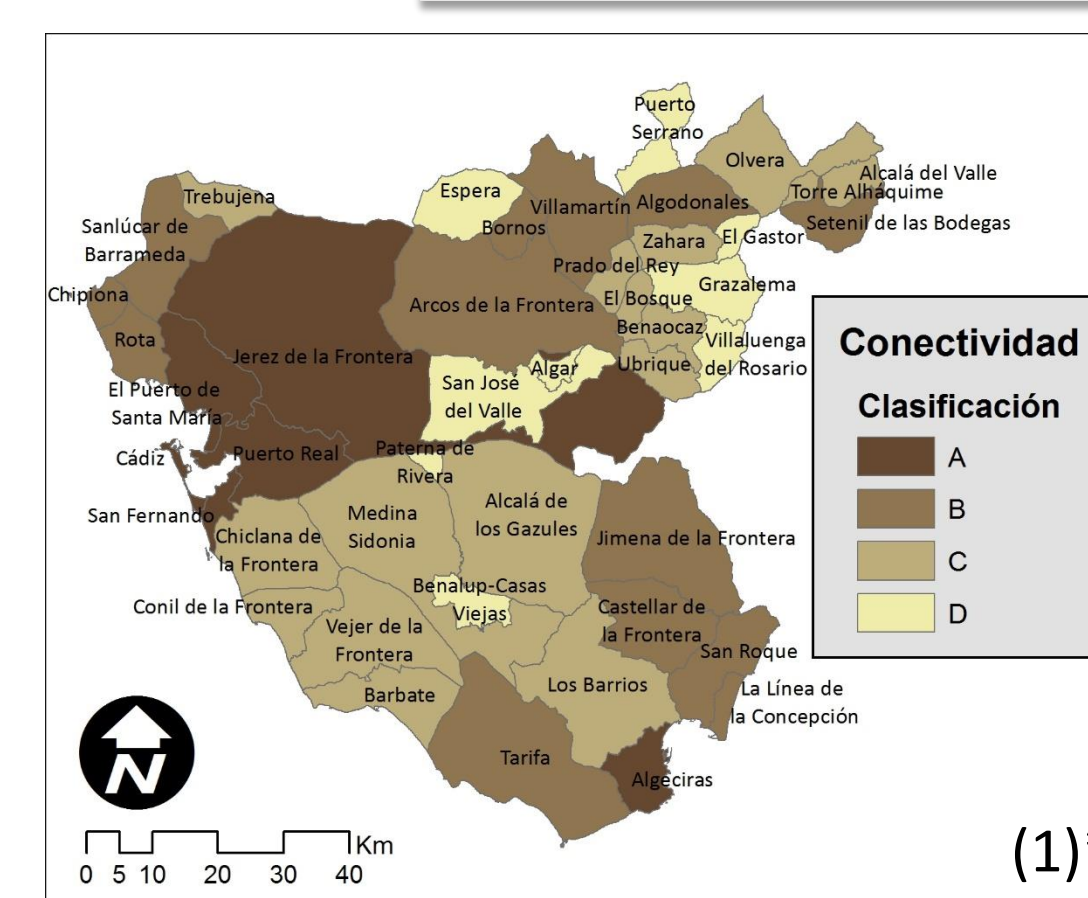 Puerto
Serrano
Olvera
Alcalá del Valle
Torre Alháquime
Setenil de las Bodegas
Trebujena
Espera
Villamartín
Algodonales
Bornos
Sanlúcar de
Barrameda
Zahara
El Gastor
Prado del Rey
Grazalema
Chipiona
El Bosque
Arcos de la Frontera
Benaocaz
Rota
Villaluenga
del Rosario
Jerez de la Frontera
Algar
Ubrique
San José
del Valle
El Puerto de
Santa María
Cádiz
Puerto Real
Paterna de
Rivera
San Fernando
Medina
Sidonia
Alcalá de
los Gazules
Chiclana de
la Frontera
Jimena de la Frontera
Benalup-Casas
Viejas
Conil de la Frontera
Castellar de
la Frontera
Vejer de la
Frontera
San Roque
Los Barrios
Barbate
La Línea de
la Concepción
Tarifa
Algeciras
Conectividad
Clasificación
A
B
C
D
N
Km
0 5 10 20 30 40
(1)*